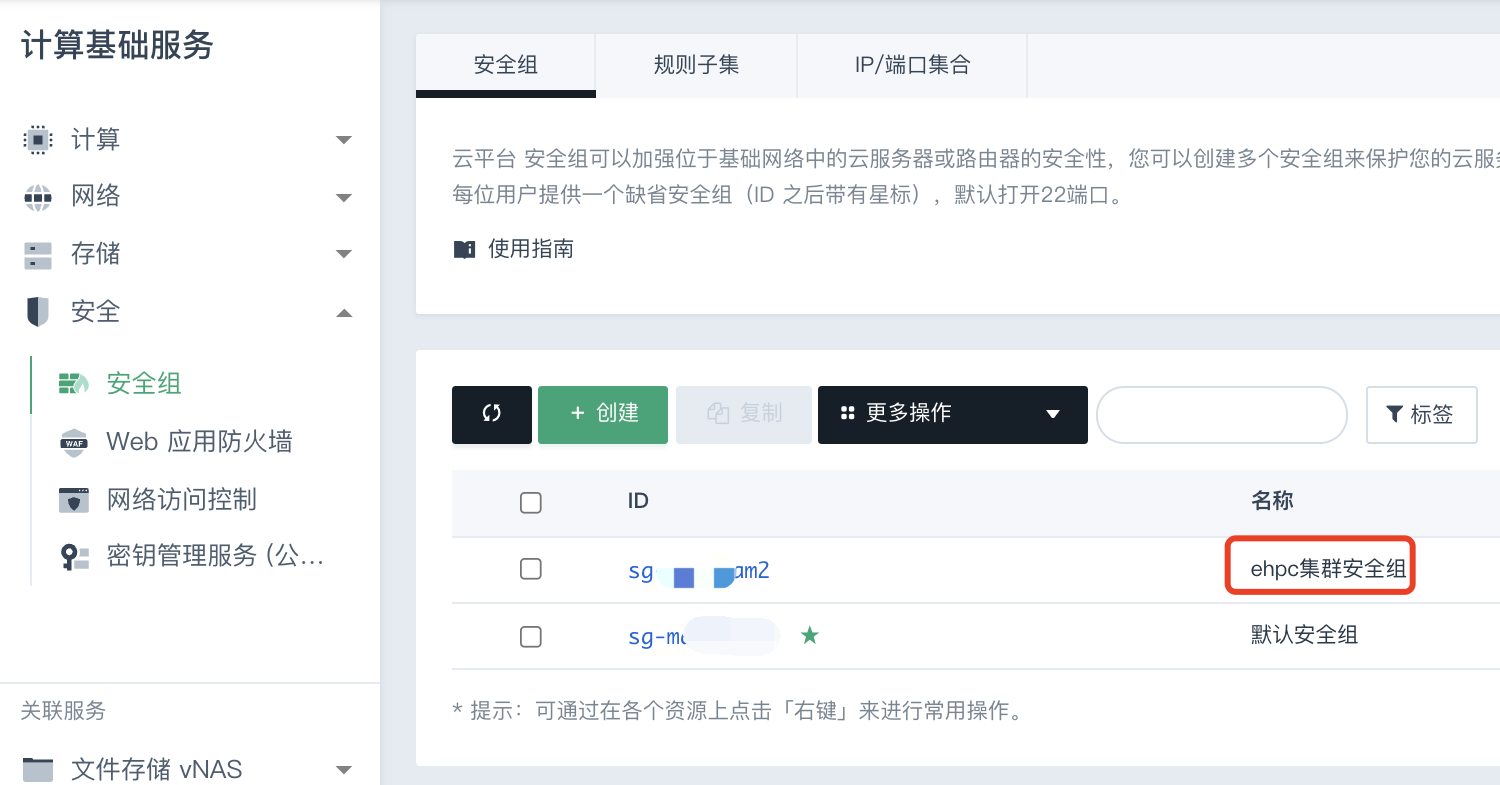 计算基础服务
计算
网络
存储
安全
安全组
Web 应用防火墙
网络访问控制
密钥管理服务 (公...
关联服务
文件存储 vNAS
安全组
规则子集
IP/端口集合
云平台 安全组可以加强位于基础网络中的云服务器或路由器的安全性，您可以创建多个安全组来保护您的云服
每位用户提供一个缺省安全组（ID 之后带有星标），默认打开22端口。
使用指南
+ 创建
复制
更多操作
标签
ID 名称
sg am2 ehpc集群安全组
sg-m 默认安全组
* 提示：可通过在各个资源上点击「右键」来进行常用操作。